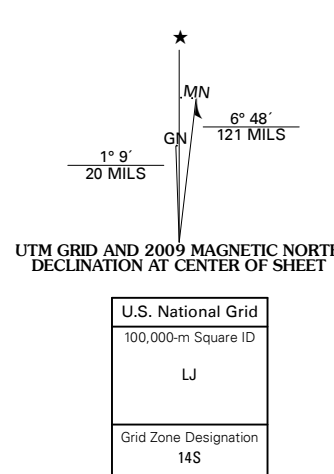 ★
MN
GN
6° 48´
121 MILS
1° 9´
20 MILS
UTM GRID AND 2009 MAGNETIC NORTH
DECLINATION AT CENTER OF SHEET
U.S. National Grid
100,000-m Square ID
LJ
Grid Zone Designation
14S